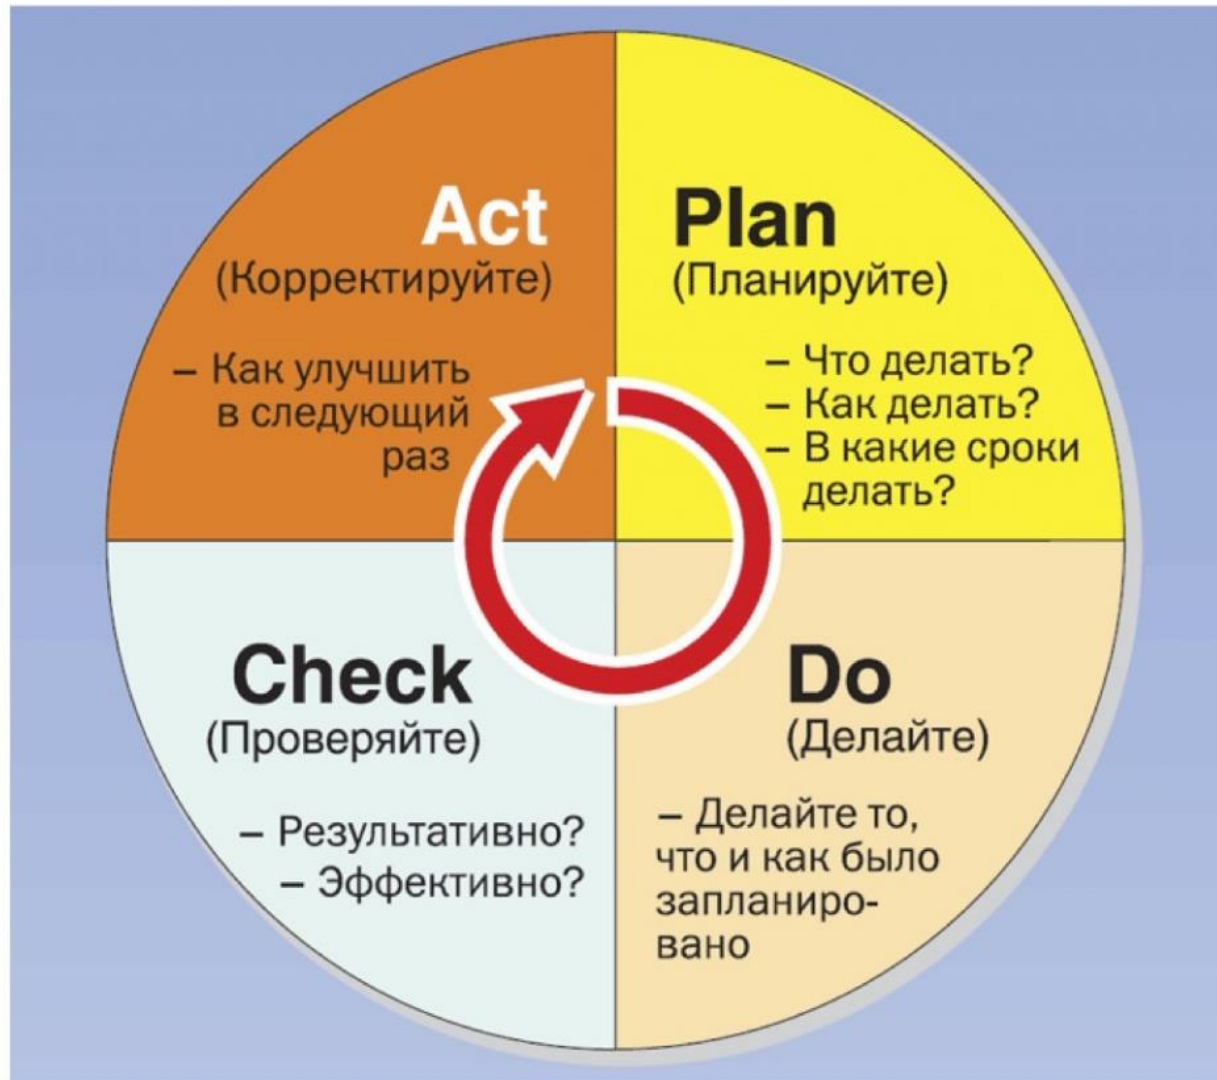 Act
(Корректируйте)
– Как улучшить
в следующий
раз
Plan
(Планируйте)
– Что делать?
– Как делать?
– В какие сроки
делать?
Check
(Проверяйте)
– Результативно?
– Эффективно?
Do
(Делайте)
– Делайте то,
что и как было
запланиро-
вано